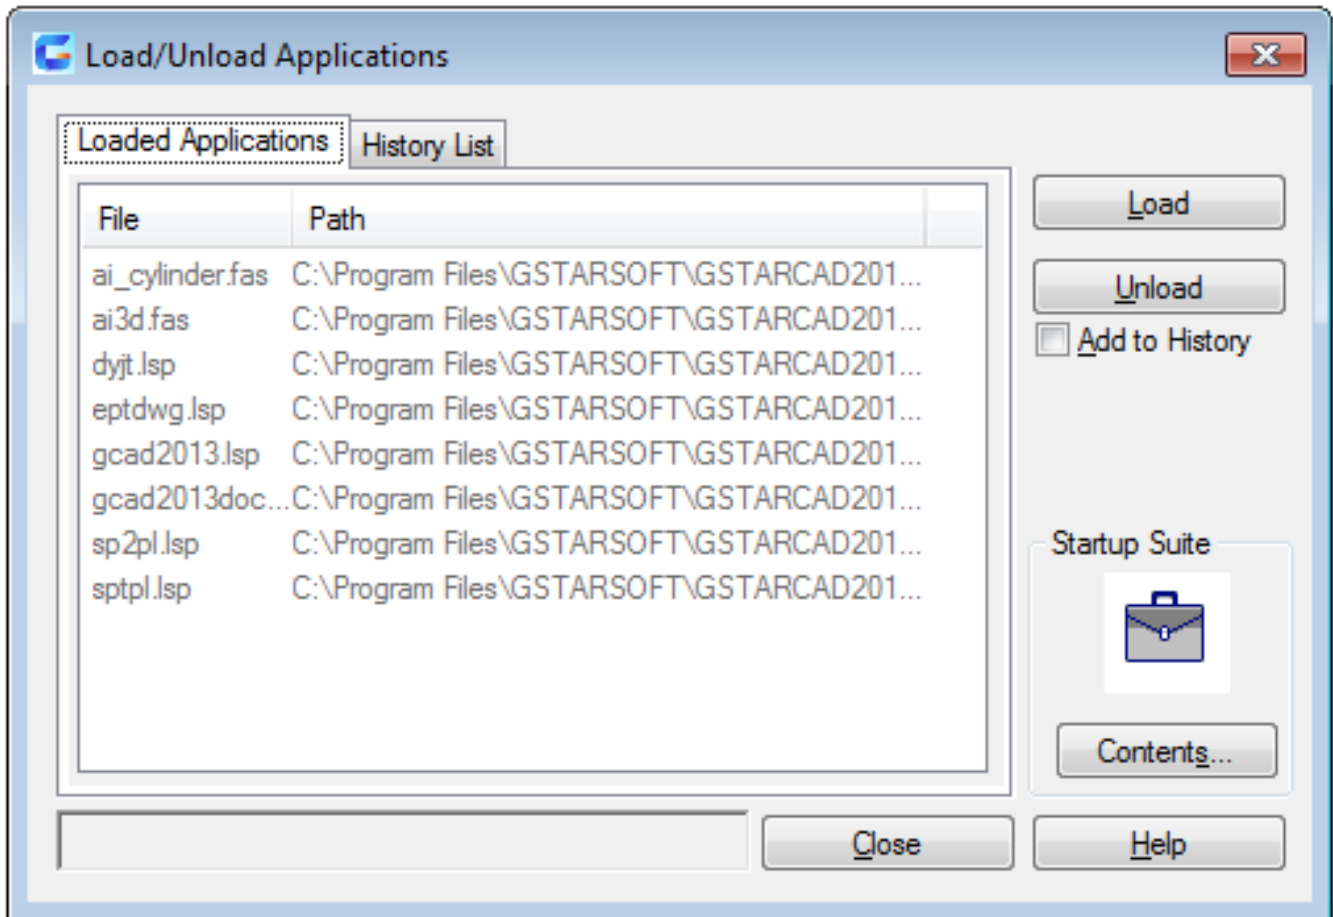 Load/Unload Applications
Loaded Applications History List
File Path
ai_cylinder.fas C:\Program Files\GSTARSOFT\GSTARCAD201...
ai3d.fas C:\Program Files\GSTARSOFT\GSTARCAD201...
dyjt.lsp C:\Program Files\GSTARSOFT\GSTARCAD201...
eptdwg.lsp C:\Program Files\GSTARSOFT\GSTARCAD201...
gcad2013.lsp C:\Program Files\GSTARSOFT\GSTARCAD201...
gcad2013doc...C:\Program Files\GSTARSOFT\GSTARCAD201...
sp2pl.lsp C:\Program Files\GSTARSOFT\GSTARCAD201...
sptpl.lsp C:\Program Files\GSTARSOFT\GSTARCAD201...
Load
Unload
Add to History
Startup Suite
Contents...
Close Help